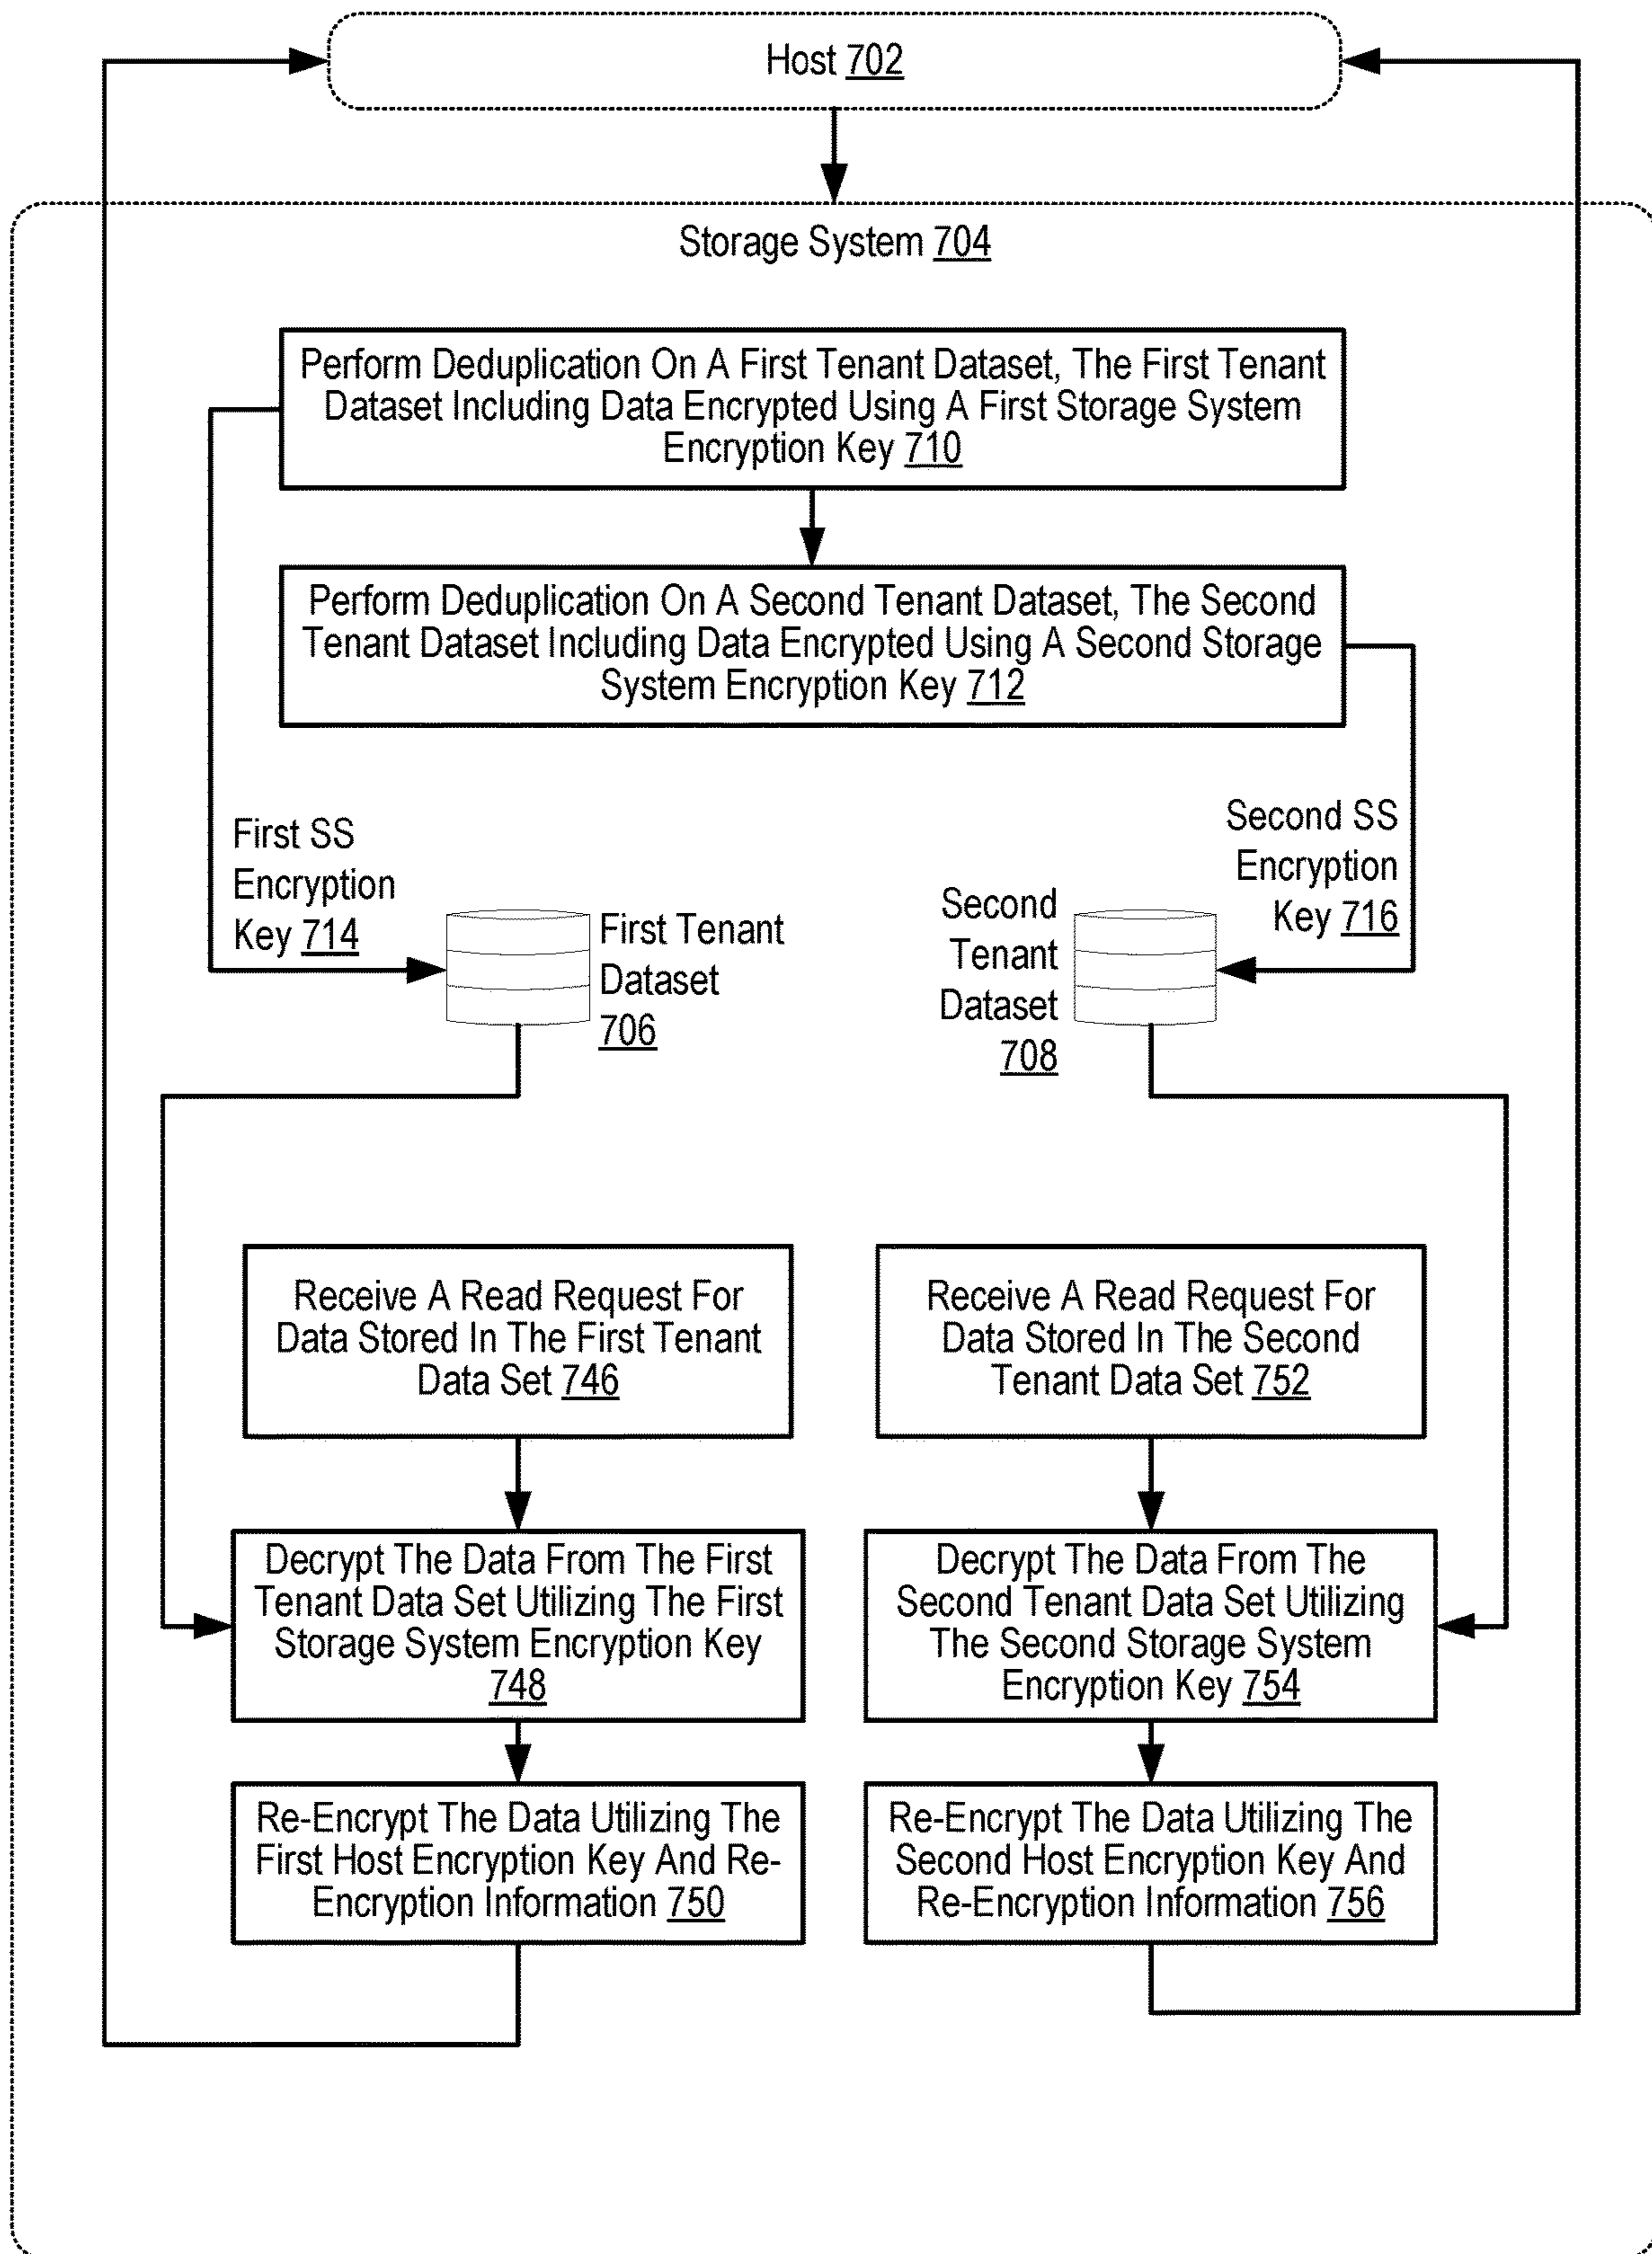 Host 702
Storage System 704
Perform Deduplication On A First Tenant Dataset, The First Tenant
Dataset Including Data Encrypted Using A First Storage System
Encryption Key 710
Perform Deduplication On A Second Tenant Dataset, The Second
Tenant Dataset Including Data Encrypted Using A Second Storage
System Encryption Key 712
First SS
Encryption
Key 714
First Tenant
Dataset
706
Second
Tenant
Dataset
708
Second SS
Encryption
Key 716
Receive A Read Request For
Data Stored In The First Tenant
Data Set 746
Receive A Read Request For
Data Stored In The Second
Tenant Data Set 752
Decrypt The Data From The First
Tenant Data Set Utilizing The First
Storage System Encryption Key
748
Decrypt The Data From The
Second Tenant Data Set Utilizing
The Second Storage System
Encryption Key 754
Re-Encrypt The Data Utilizing The
First Host Encryption Key And Re-
Encryption Information 750
Re-Encrypt The Data Utilizing The
Second Host Encryption Key And
Re-Encryption Information 756